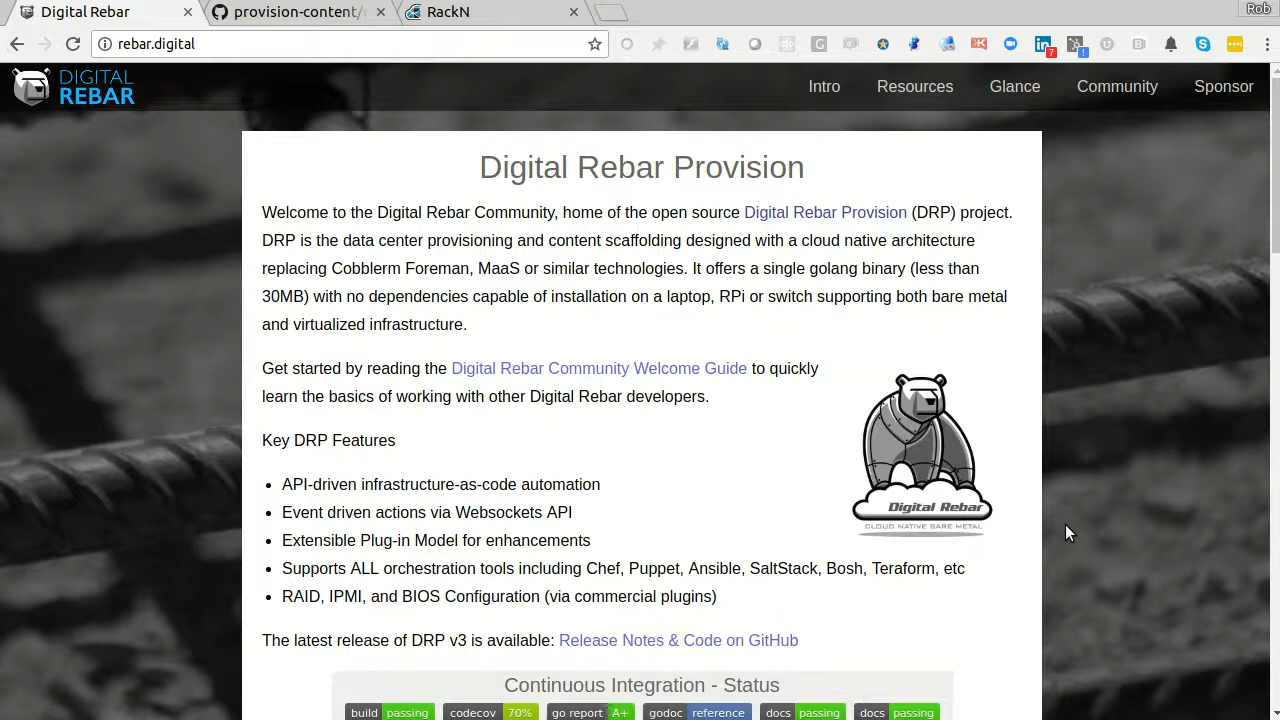 Digital Rebar
provision-content/
RackN
Rob
rebar.digital
7
!
DIGITAL
REBAR
Intro
Resources
Glance
Community
Sponsor
Digital Rebar Provision
Welcome to the Digital Rebar Community, home of the open source Digital Rebar Provision (DRP) project.
DRP is the data center provisioning and content scaffolding designed with a cloud native architecture
replacing Cobblerm Foreman, MaaS or similar technologies. It offers a single golang binary (less than
30MB) with no dependencies capable of installation on a laptop, RPi or switch supporting both bare metal
and virtualized infrastructure.
Get started by reading the Digital Rebar Community Welcome Guide to quickly
learn the basics of working with other Digital Rebar developers.
Key DRP Features
• API-driven infrastructure-as-code automation
• Event driven actions via Websockets API
• Extensible Plug-in Model for enhancements
• Supports ALL orchestration tools including Chef, Puppet, Ansible, SaltStack, Bosh, Teraform, etc
• RAID, IPMI, and BIOS Configuration (via commercial plugins)
Digital Rebar
CLOUD NATIVE BARE METAL
The latest release of DRP v3 is available: Release Notes & Code on GitHub
Continuous Integration - Status
build passing codecov 70% go report A+ godoc reference docs passing docs passing